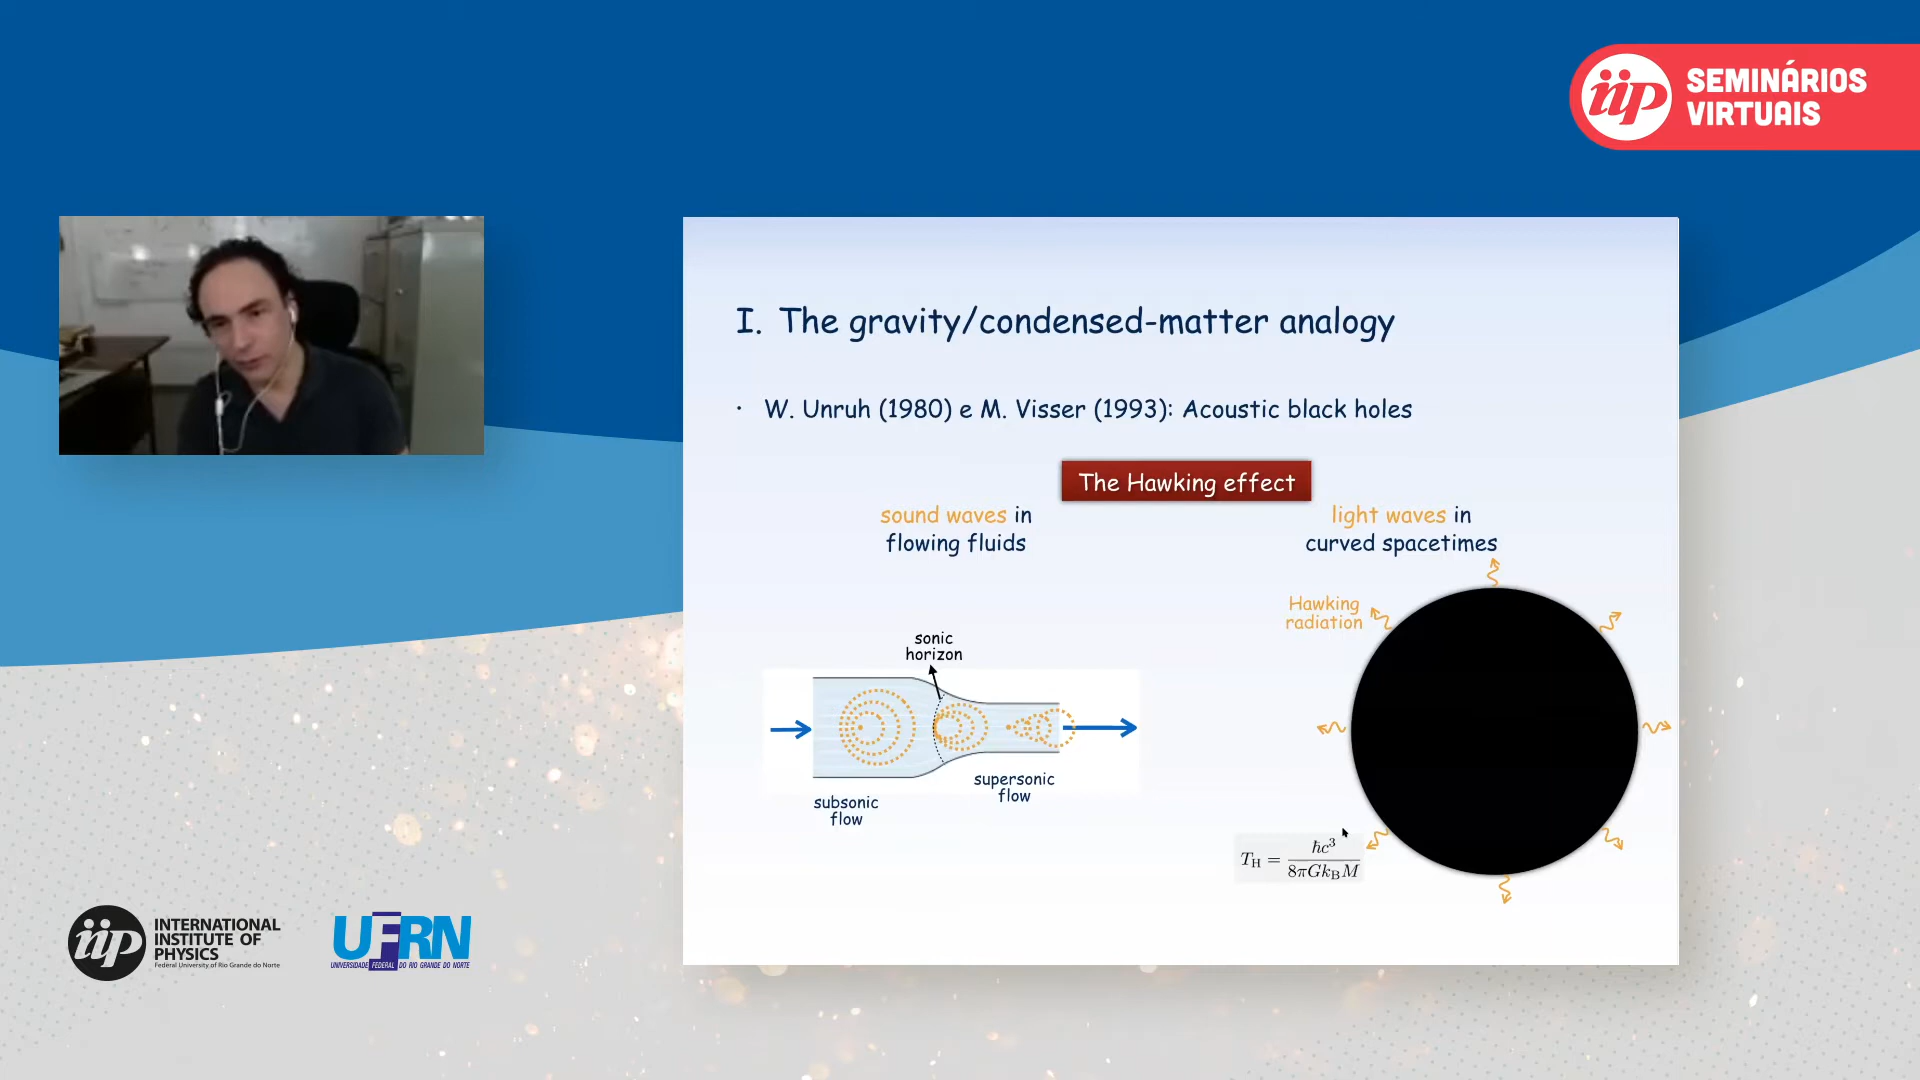 iip SEMINÁRIOS
VIRTUAIS
I. The gravity/condensed-matter analogy
· W. Unruh (1980) e M. Visser (1993): Acoustic black holes
The Hawking effect
sound waves in
flowing fluids
light waves in
curved spacetimes
Hawking
radiation
sonic
horizon
subsonic
flow
supersonic
flow
T_H = ħc³ / 8πGk_BM
iip INTERNATIONAL
INSTITUTE OF
PHYSICS
Federal University of Rio Grande do Norte
UFRN
UNIVERSIDADE FEDERAL DO RIO GRANDE DO NORTE